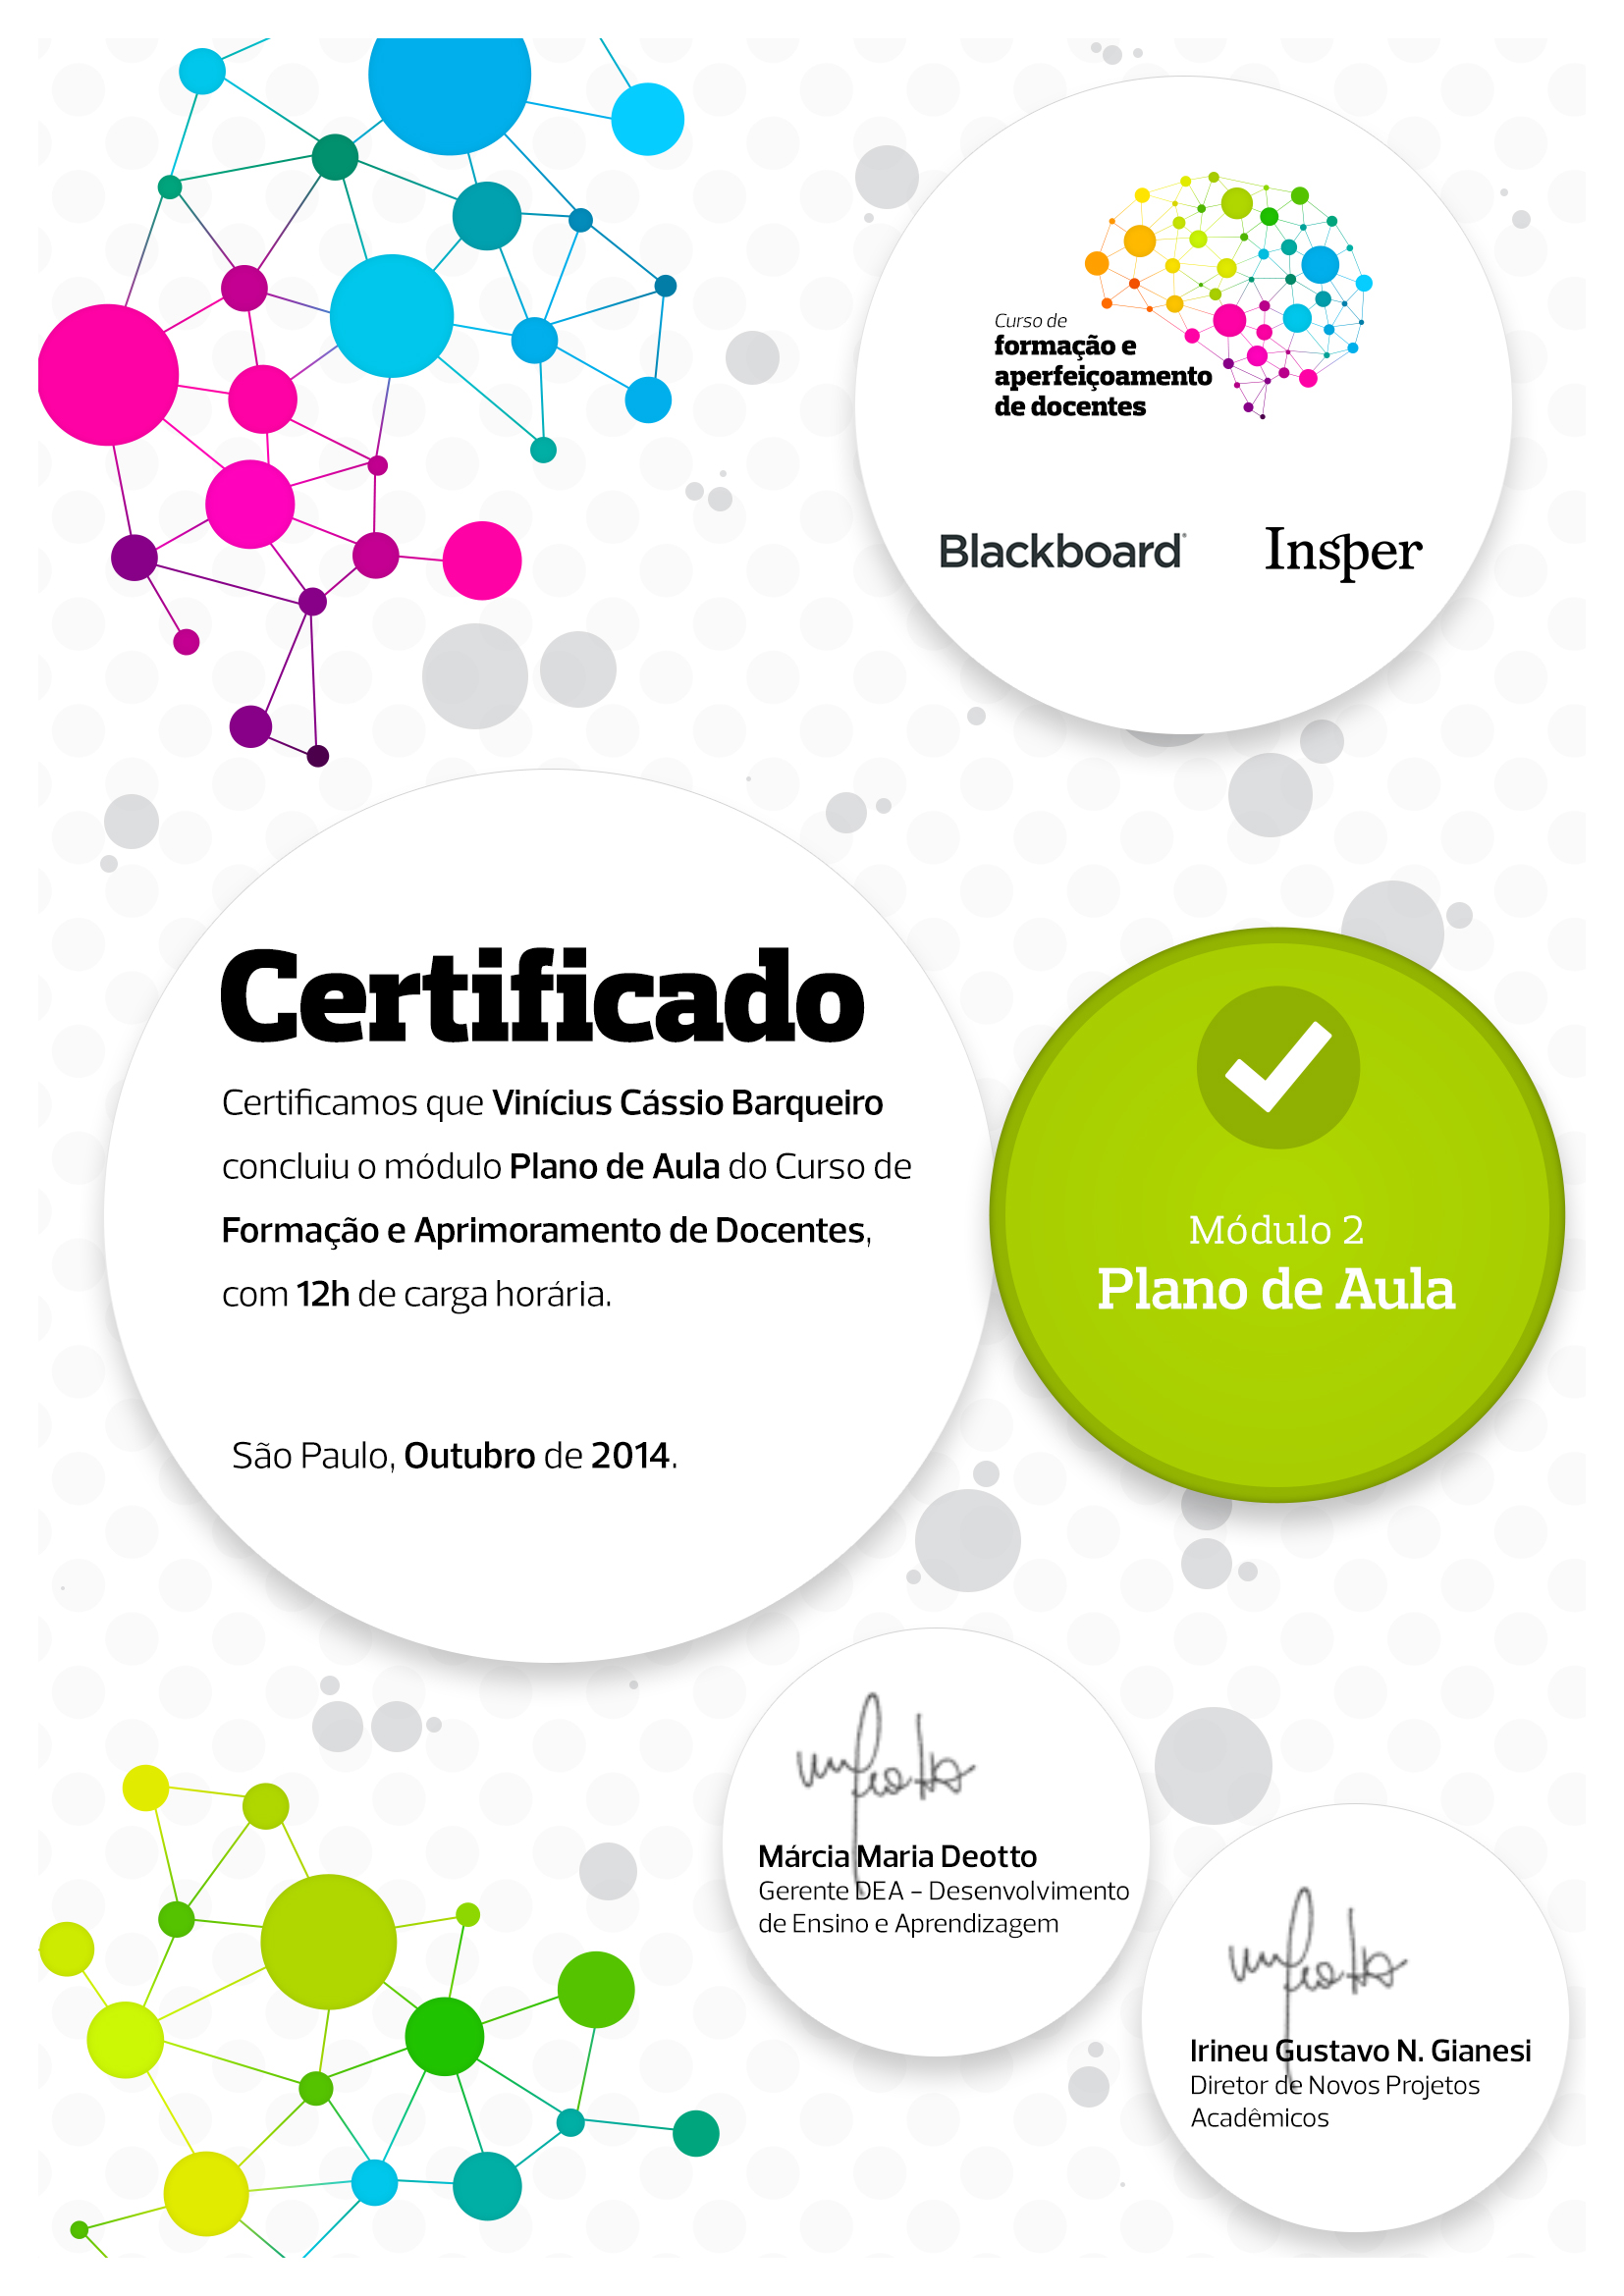 Curso de
formação e
aperfeiçoamento
de docentes
Blackboard
Insper
Certificado
Certificamos que Vinícius Cássio Barqueiro
concluiu o módulo Plano de Aula do Curso de
Formação e Aprimoramento de Docentes,
com 12h de carga horária.
São Paulo, Outubro de 2014.
Módulo 2
Plano de Aula
Márcia Maria Deotto
Gerente DEA – Desenvolvimento
de Ensino e Aprendizagem
Irineu Gustavo N. Gianesi
Diretor de Novos Projetos
Acadêmicos